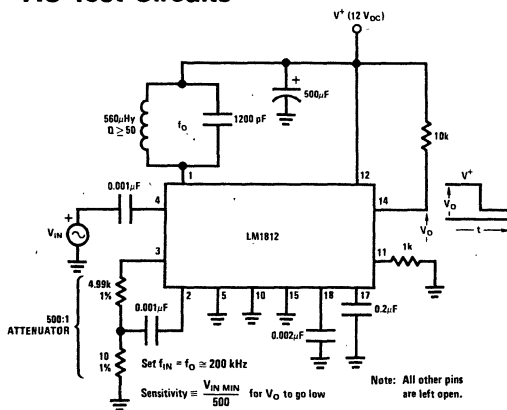 AC Test Circuits
V+ (12 VDC)
560μHy
Q ≥ 50
fO
1200 pF
+
500μF
10k
1
12
0.001μF
4
14
V+
VO
VO
t
+
VIN
LM1812
3
11
1k
4.99k
1%
2
5
10
15
18
17
0.001μF
0.2μF
0.002μF
500:1
ATTENUATOR
10
1%
Set fIN = fO ≅ 200 kHz
Sensitivity ≡ VIN MIN / 500 for VO to go low
Note: All other pins
are left open.